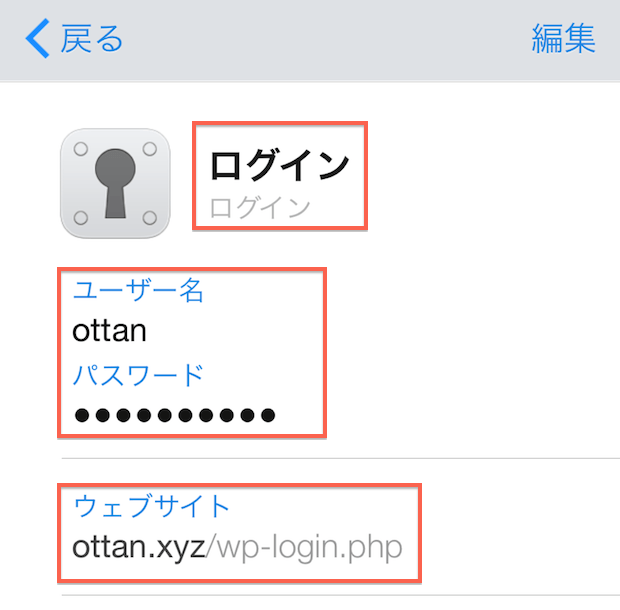 戻る
編集
ログイン
ログイン
ユーザー名
ottan
パスワード
●●●●●●●●●●
ウェブサイト
ottan.xyz/wp-login.php